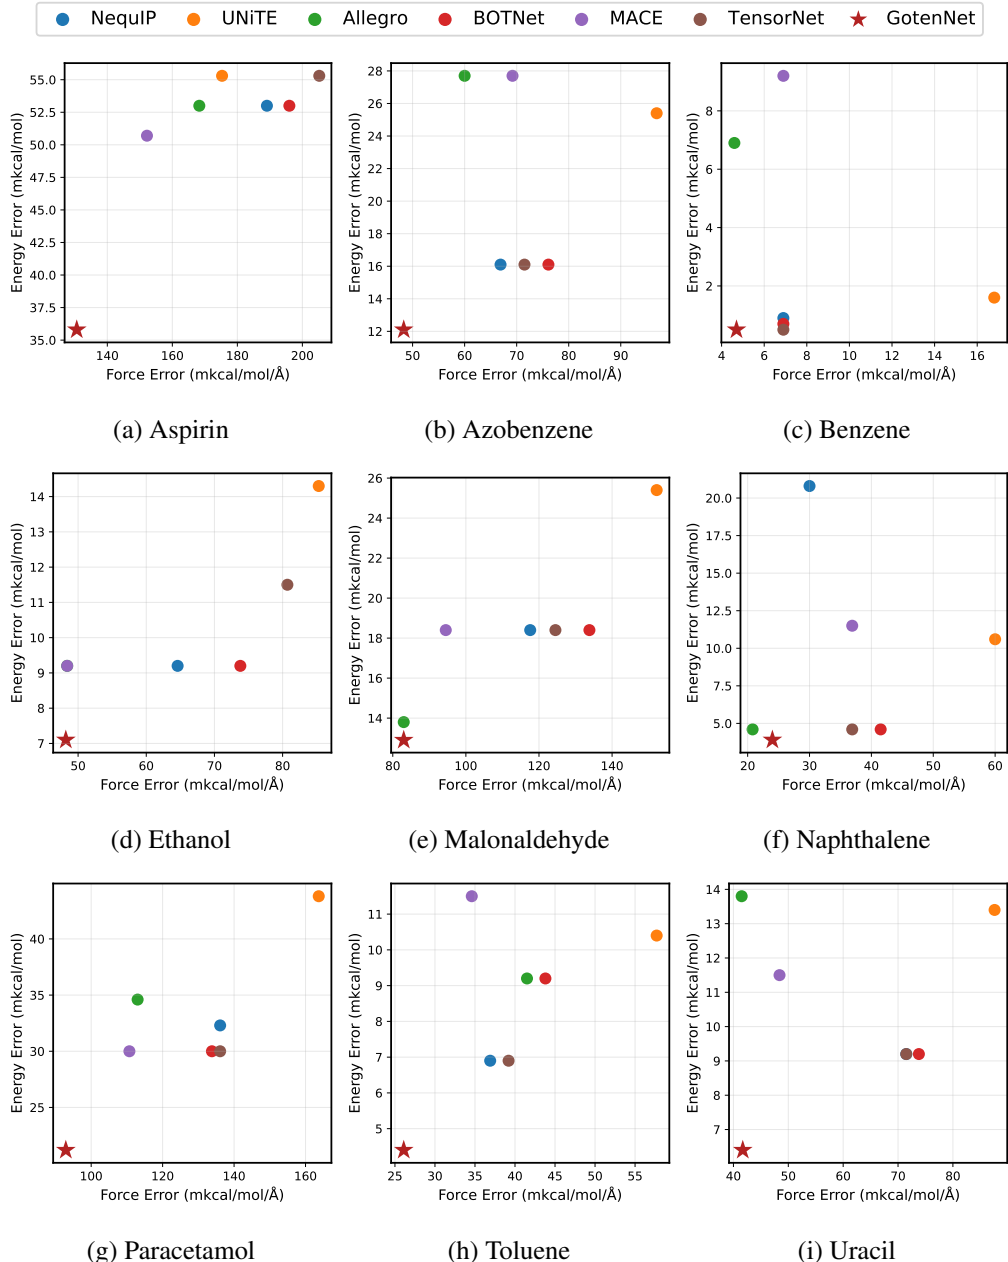 NequIP UNiTE Allegro BOTNet MACE TensorNet GotenNet
55.0
52.5
50.0
47.5
45.0
42.5
40.0
37.5
35.0
Energy Error (mkcal/mol)
140 160 180 200
Force Error (mkcal/mol/Å)
(a) Aspirin
28
26
24
22
20
18
16
14
12
Energy Error (mkcal/mol)
50 60 70 80 90
Force Error (mkcal/mol/Å)
(b) Azobenzene
8
6
4
2
Energy Error (mkcal/mol)
4 6 8 10 12 14 16
Force Error (mkcal/mol/Å)
(c) Benzene
14
13
12
11
10
9
8
7
Energy Error (mkcal/mol)
50 60 70 80
Force Error (mkcal/mol/Å)
(d) Ethanol
26
24
22
20
18
16
14
Energy Error (mkcal/mol)
80 100 120 140
Force Error (mkcal/mol/Å)
(e) Malonaldehyde
20.0
17.5
15.0
12.5
10.0
7.5
5.0
Energy Error (mkcal/mol)
20 30 40 50 60
Force Error (mkcal/mol/Å)
(f) Naphthalene
40
35
30
25
Energy Error (mkcal/mol)
100 120 140 160
Force Error (mkcal/mol/Å)
(g) Paracetamol
11
10
9
8
7
6
5
Energy Error (mkcal/mol)
25 30 35 40 45 50 55
Force Error (mkcal/mol/Å)
(h) Toluene
14
13
12
11
10
9
8
7
Energy Error (mkcal/mol)
40 50 60 70 80
Force Error (mkcal/mol/Å)
(i) Uracil